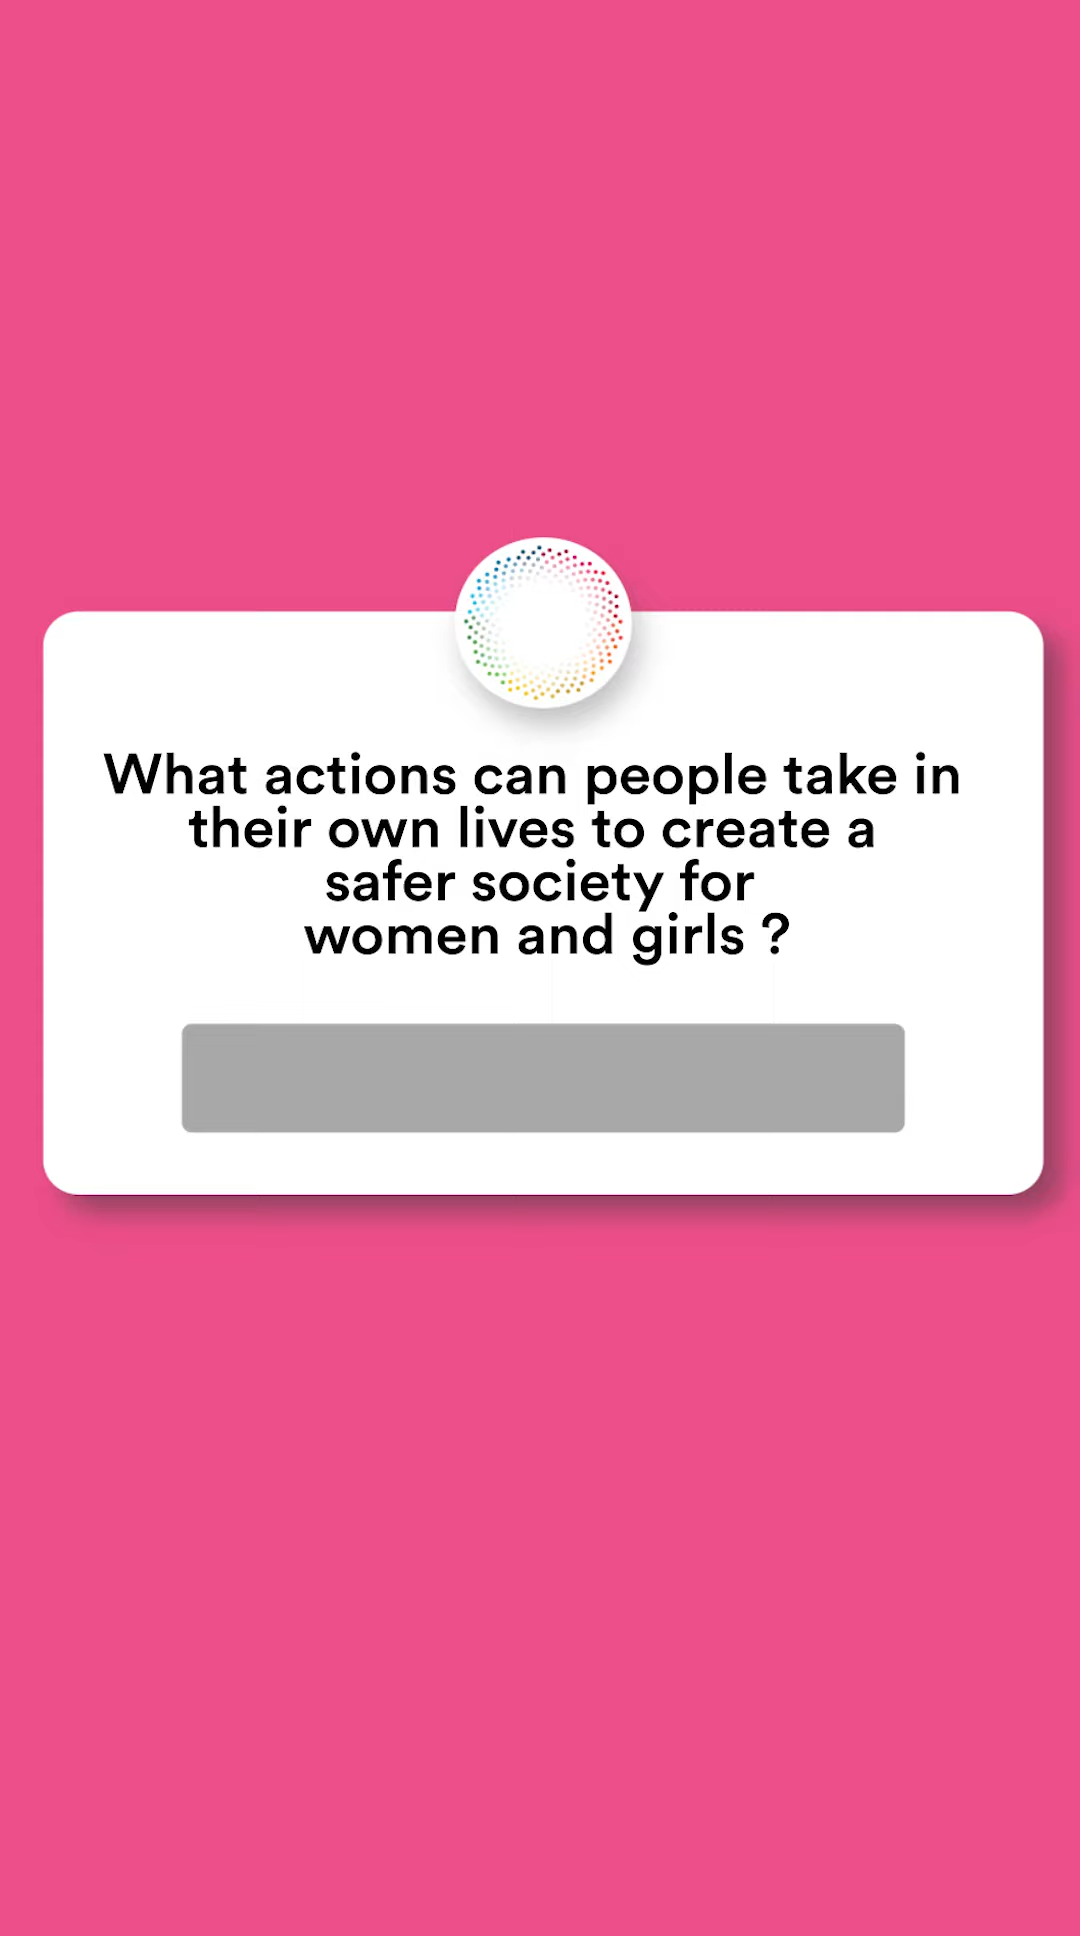 What actions can people take in
their own lives to create a
safer society for
women and girls ?